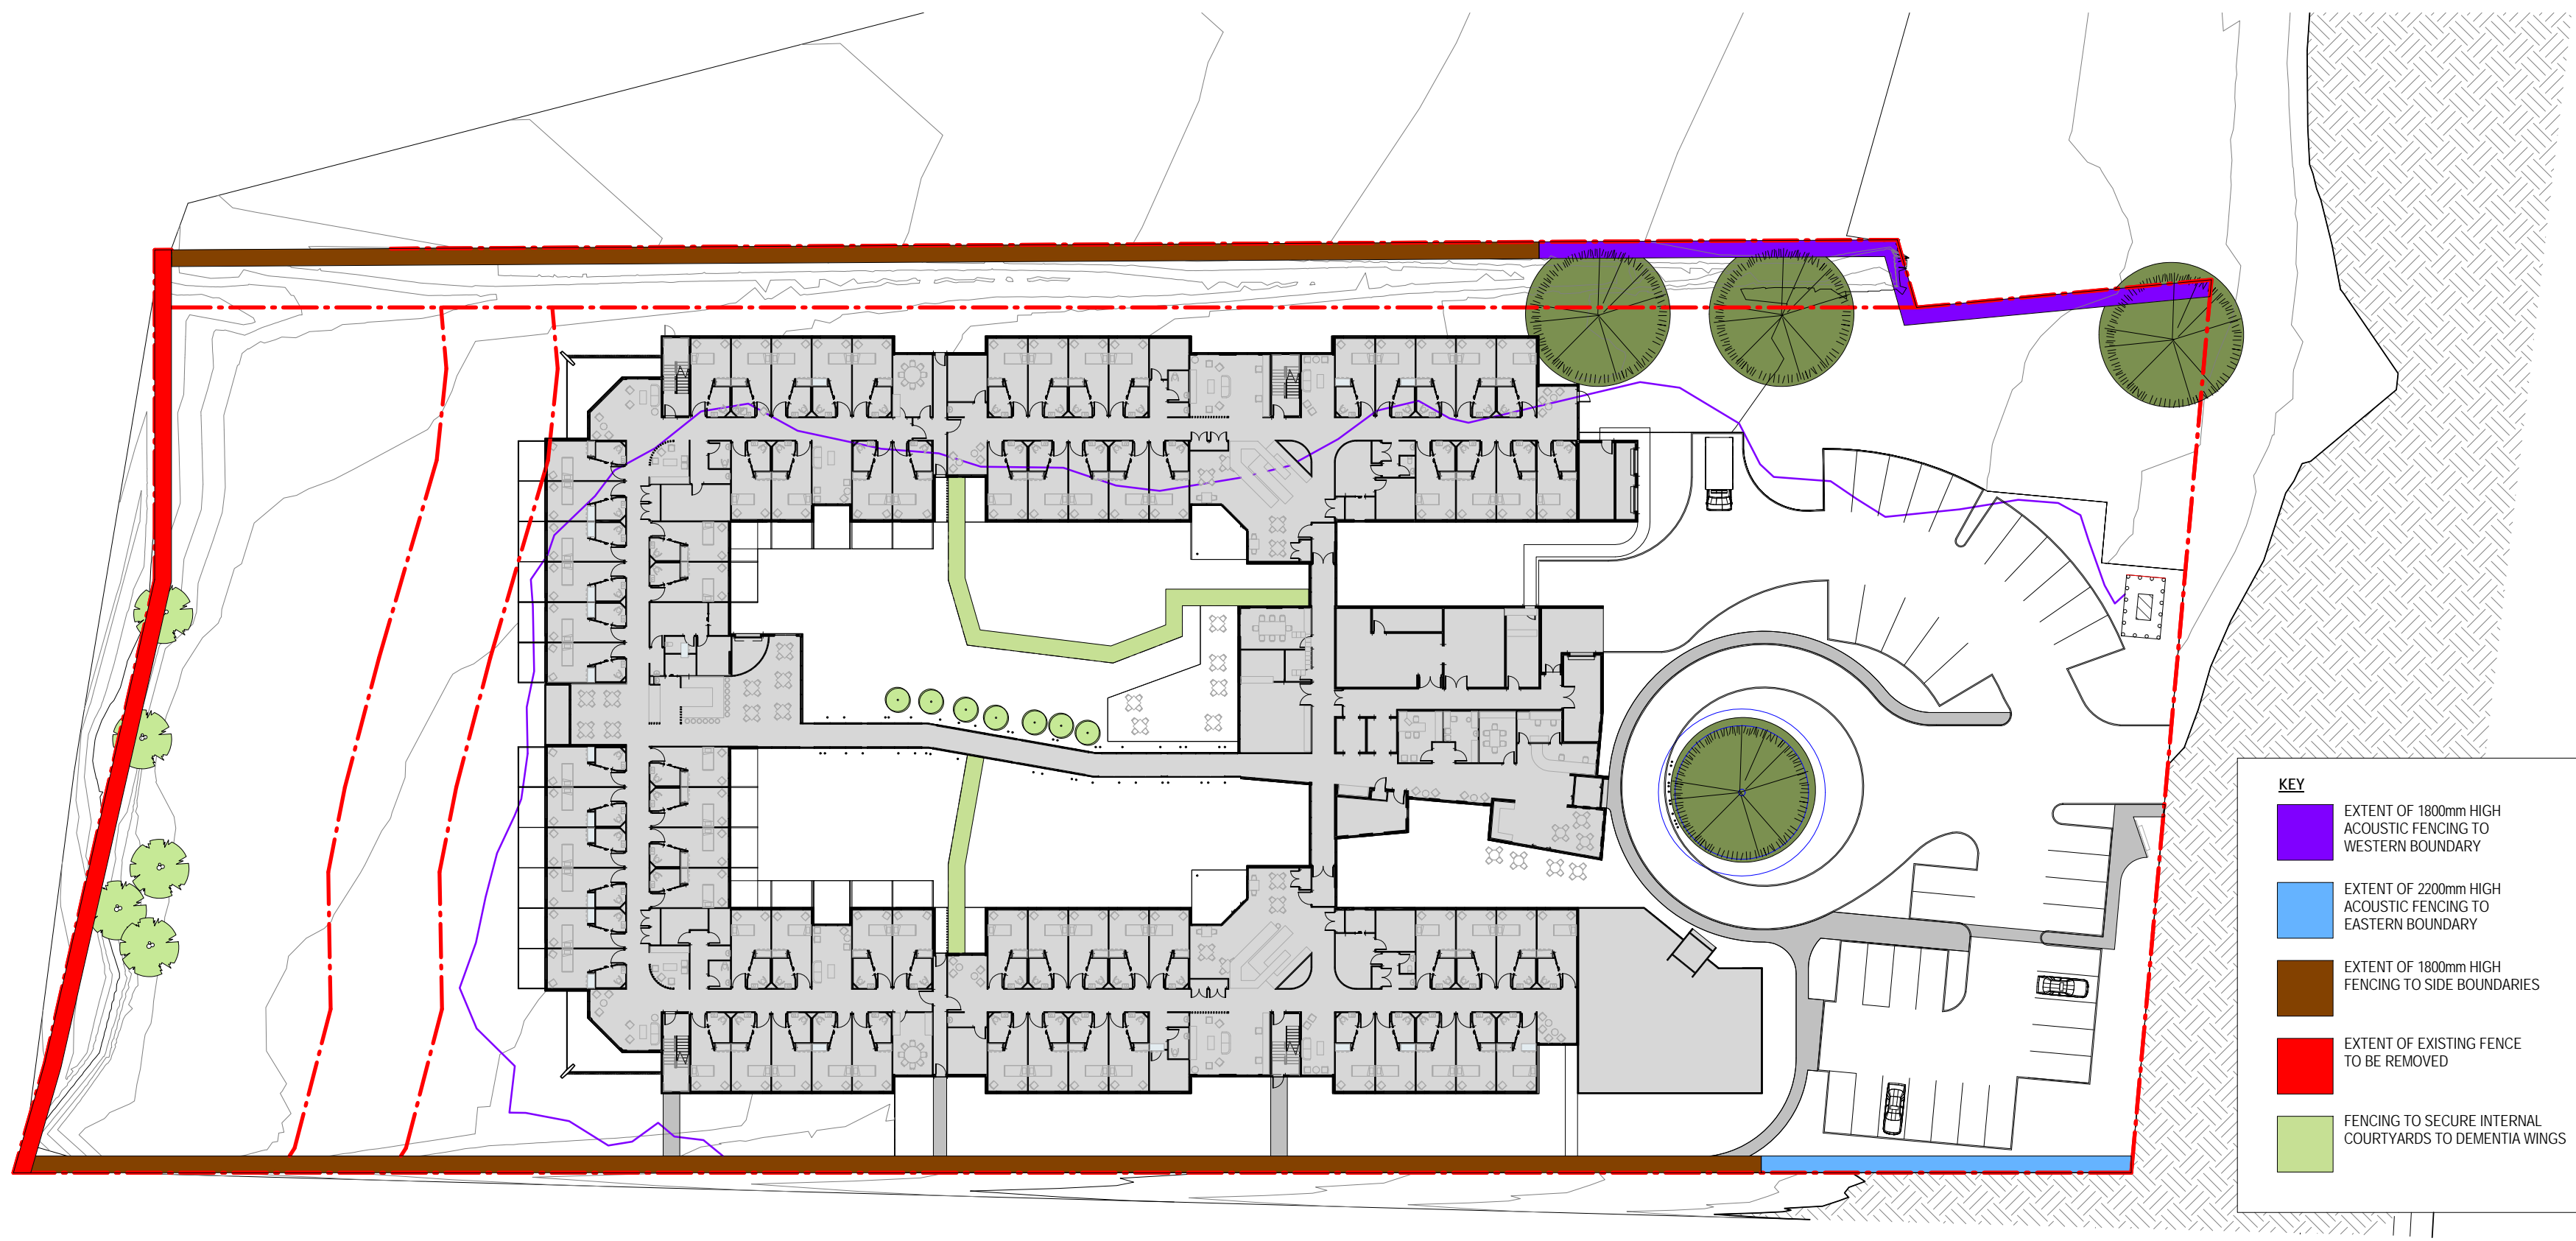 KEY
EXTENT OF 1800mm HIGH
ACOUSTIC FENCING TO
WESTERN BOUNDARY
EXTENT OF 2200mm HIGH
ACOUSTIC FENCING TO
EASTERN BOUNDARY
EXTENT OF 1800mm HIGH
FENCING TO SIDE BOUNDARIES
EXTENT OF EXISTING FENCE
TO BE REMOVED
FENCING TO SECURE INTERNAL
COURTYARDS TO DEMENTIA WINGS